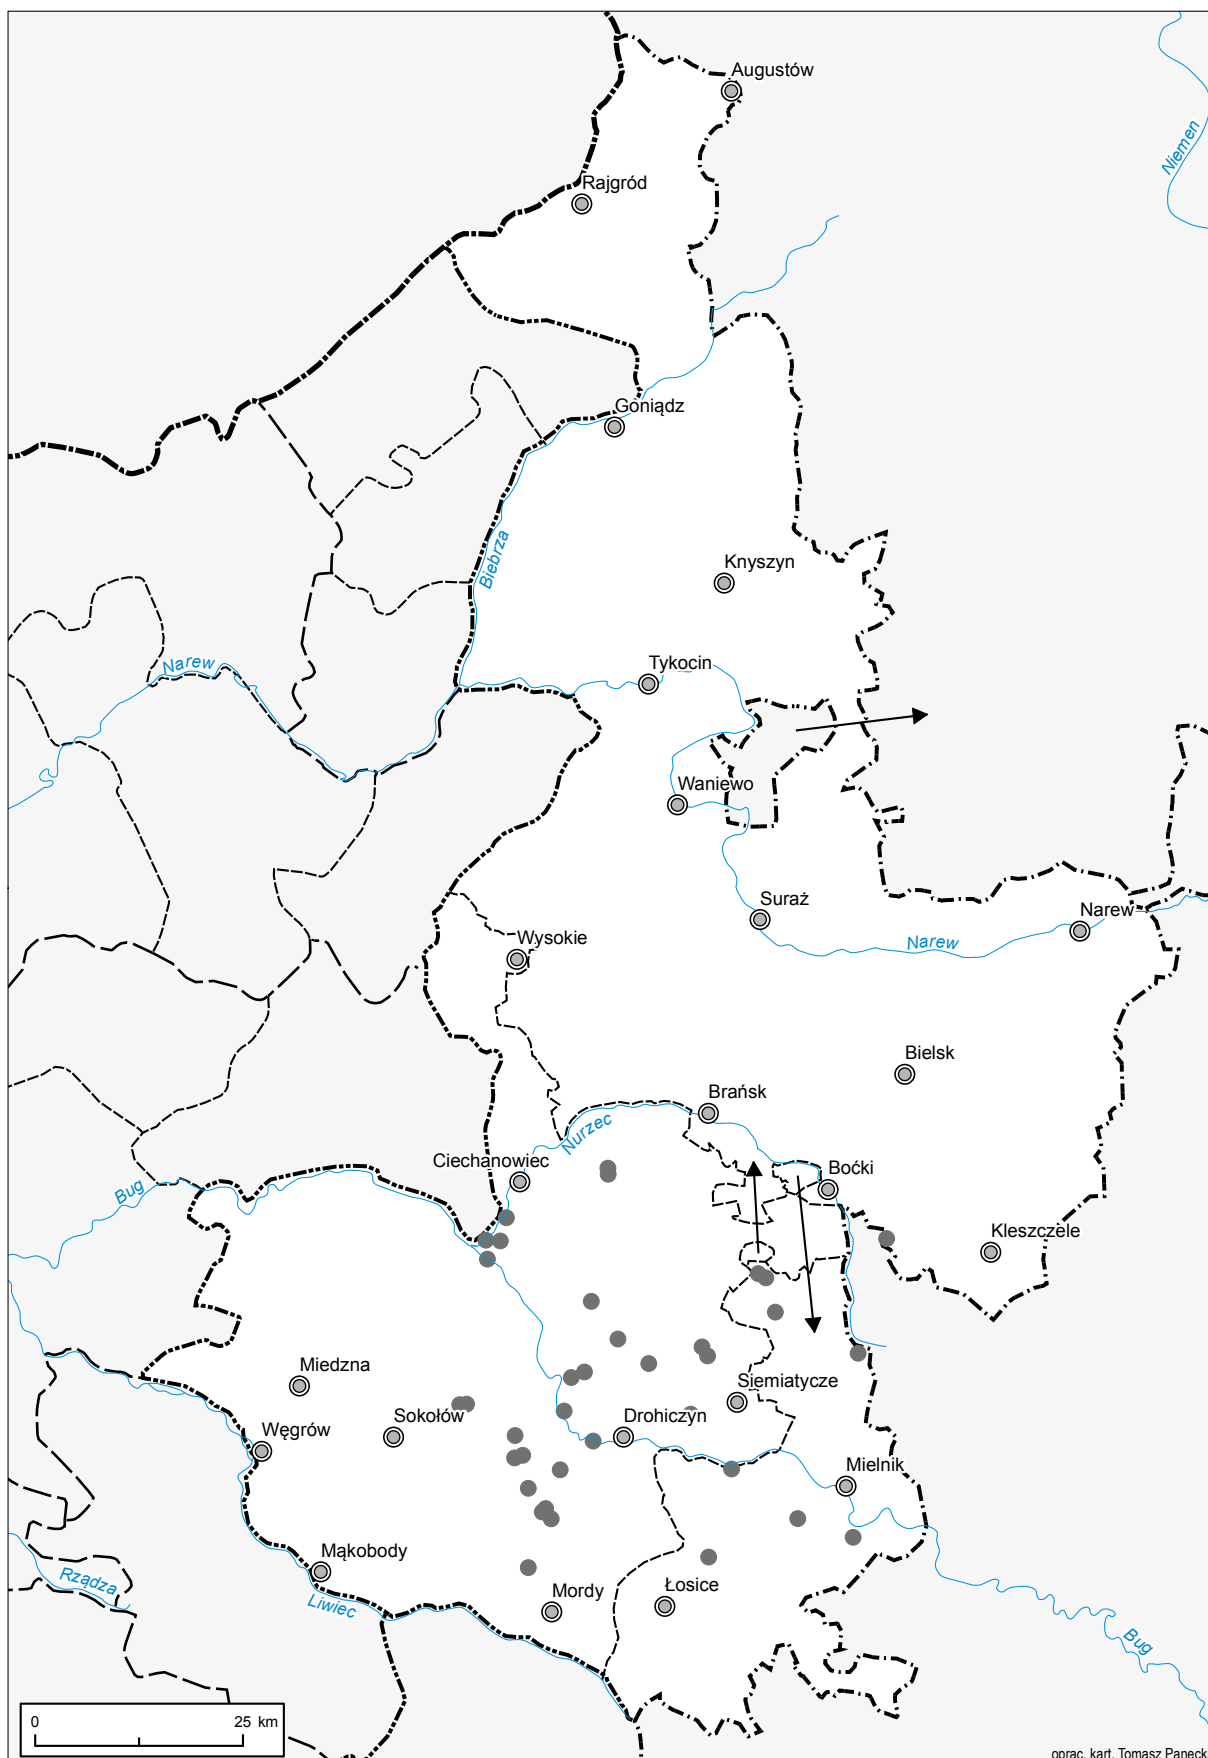 Augustów
Niemen
Rajgród
Goniądz
Biebrza
Knyszyn
Narew
Tykocin
Waniewo
Suraż
Narew
Narew
Wysokie
Bielsk
Brańsk
Nurzec
Ciechanowiec
Boćki
Bug
Kleszczele
Miedzna
Siemiatycze
Sokołów
Drohiczyn
Węgrów
Mielnik
Mąkobody
Rządza
Liwiec
Mordy
Łosice
Bug
0 25 km
oprac. kart. Tomasz Panecki